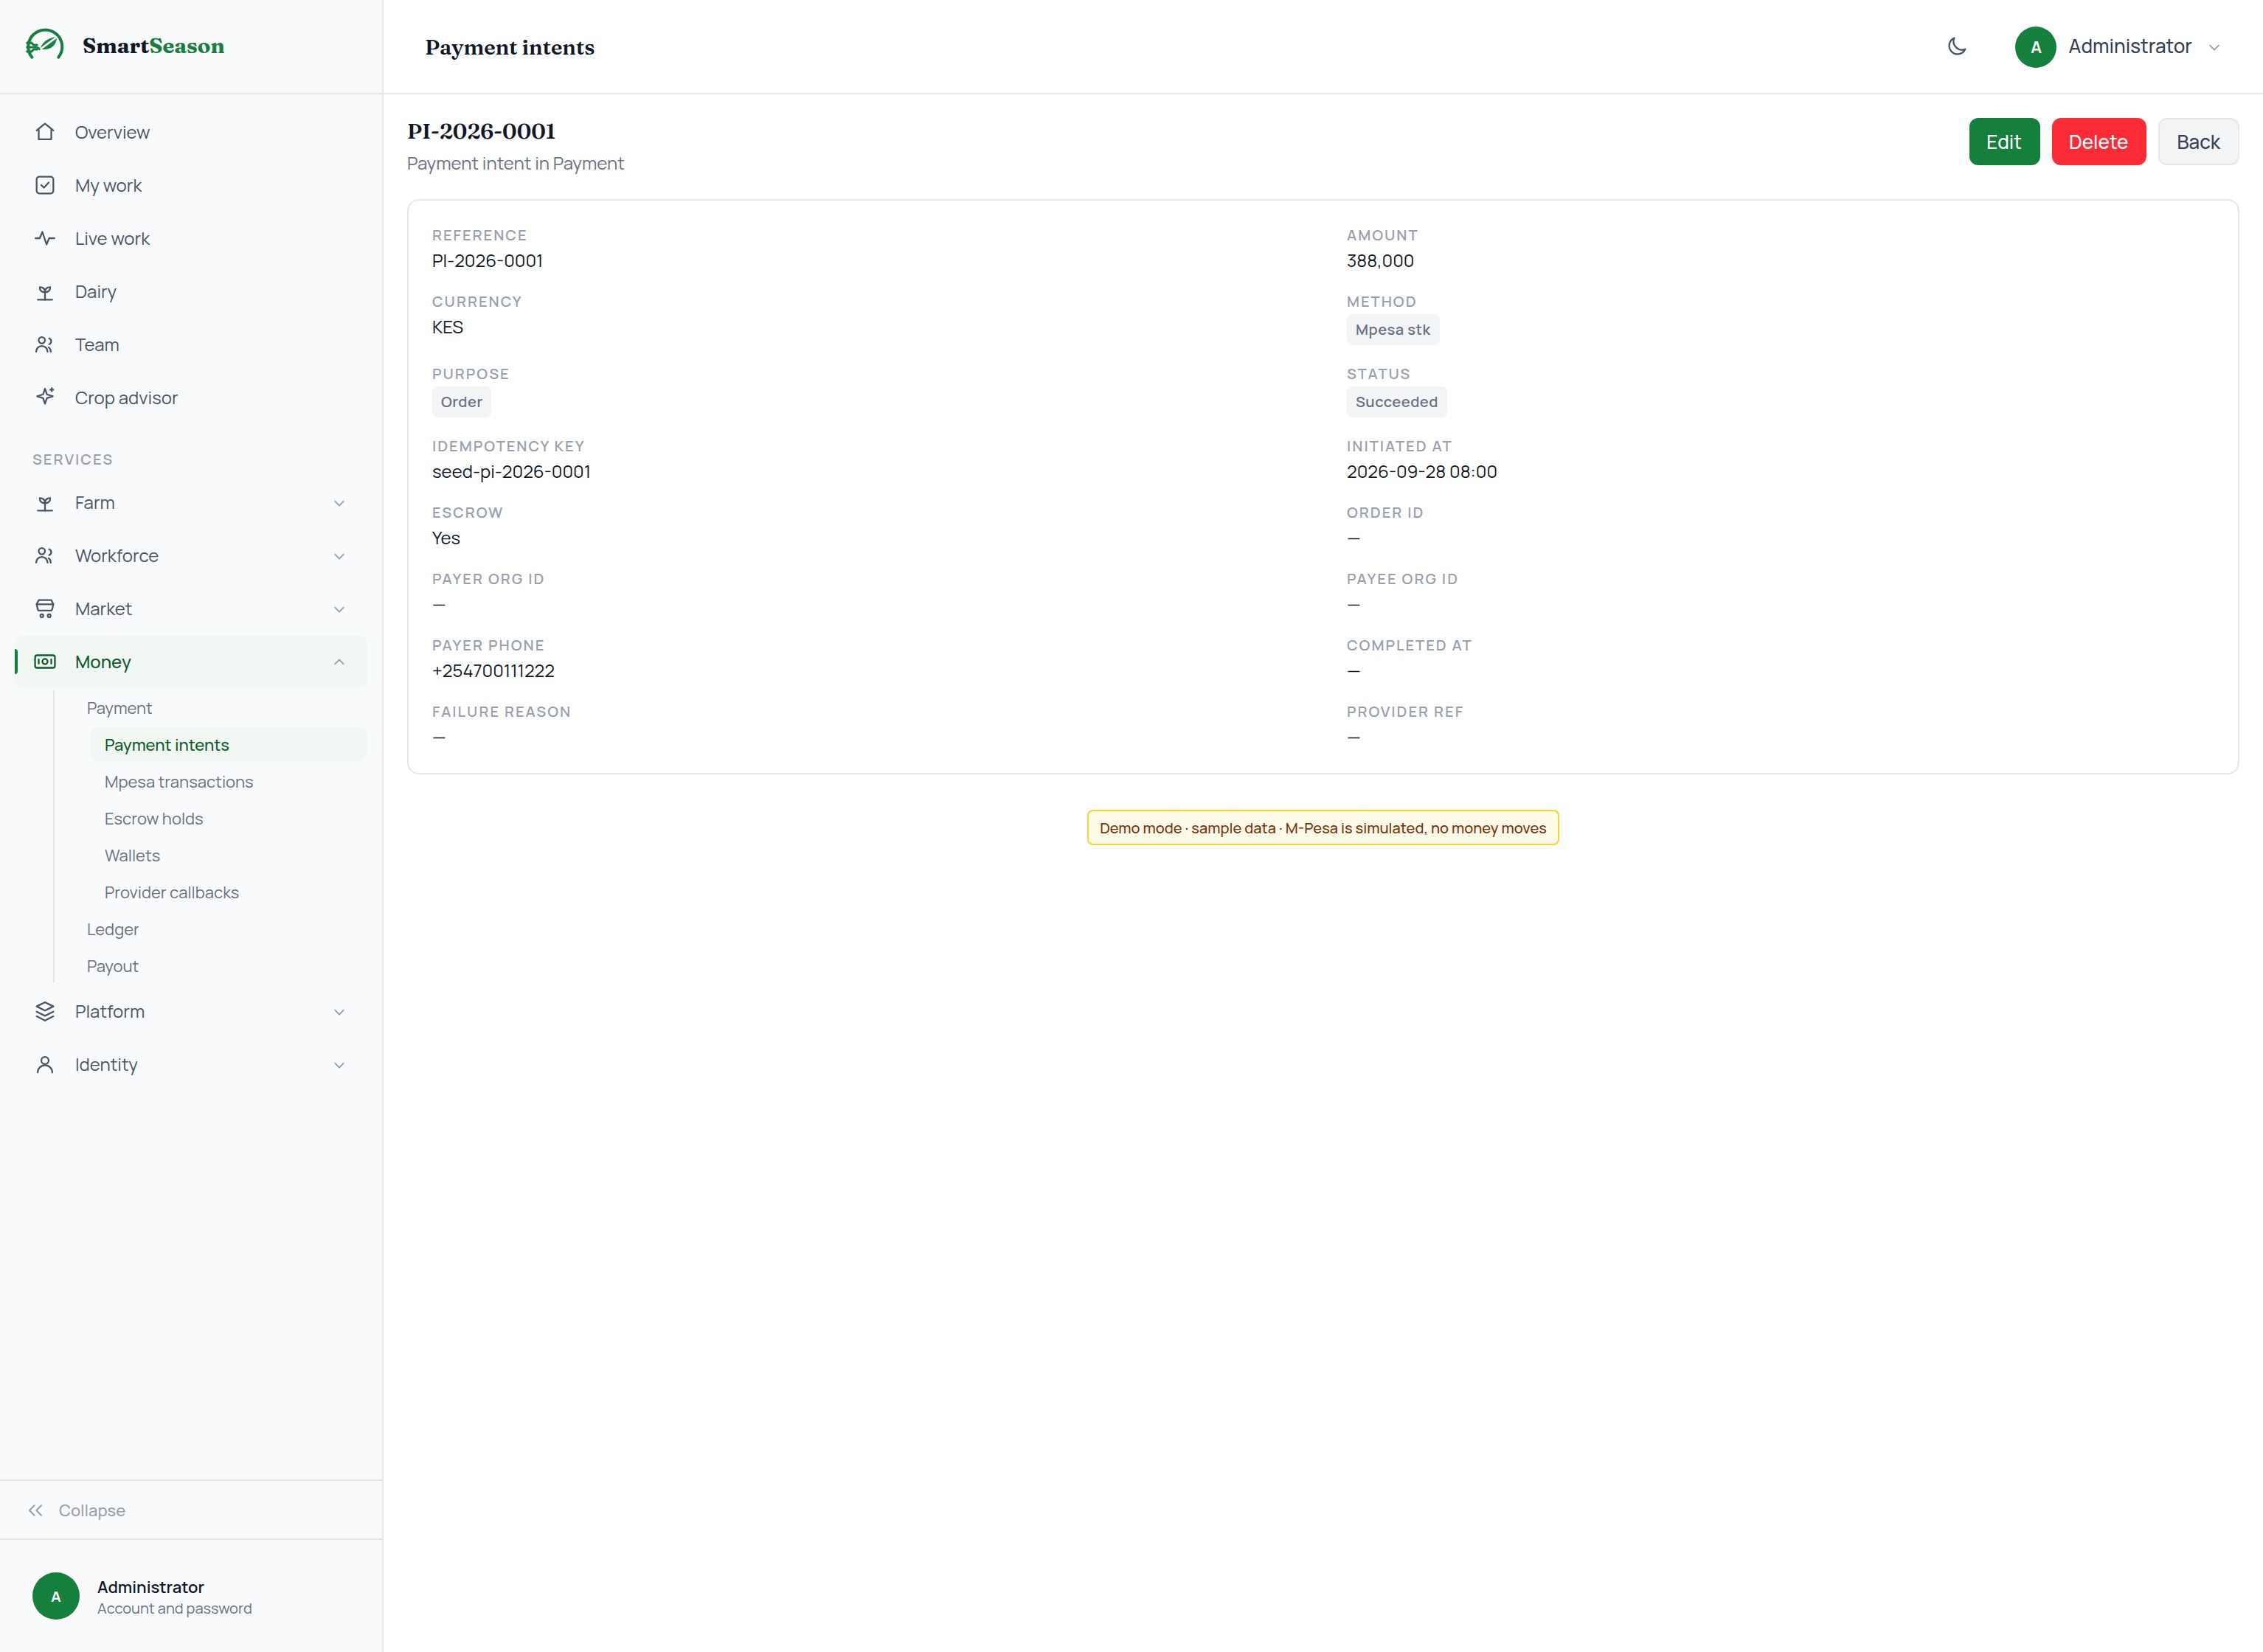 SmartSeason
Overview
My work
Live work
Dairy
Team
Crop advisor
SERVICES
Farm
Workforce
Market
Money
Payment
Payment intents
Mpesa transactions
Escrow holds
Wallets
Provider callbacks
Ledger
Payout
Platform
Identity
Collapse
A
Administrator
Account and password
Payment intents
A Administrator
PI-2026-0001
Payment intent in Payment
Edit Delete Back
REFERENCE
PI-2026-0001
AMOUNT
388,000
CURRENCY
KES
METHOD
Mpesa stk
PURPOSE
Order
STATUS
Succeeded
IDEMPOTENCY KEY
seed-pi-2026-0001
INITIATED AT
2026-09-28 08:00
ESCROW
Yes
ORDER ID
—
PAYER ORG ID
—
PAYEE ORG ID
—
PAYER PHONE
+254700111222
COMPLETED AT
—
FAILURE REASON
—
PROVIDER REF
—
Demo mode · sample data · M-Pesa is simulated, no money moves